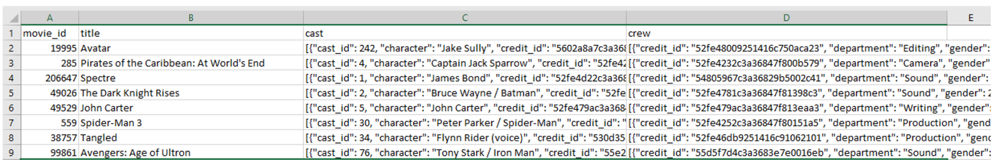 A B C D E
1 movie_id title cast crew
2 19995 Avatar [{"cast_id": 242, "character": "Jake Sully", "credit_id": "5602a8a7c3a368 [{"credit_id": "52fe48009251416c750aca23", "department": "Editing", "gender":
3 285 Pirates of the Caribbean: At World's End [{"cast_id": 4, "character": "Captain Jack Sparrow", "credit_id": "52fe42 [{"credit_id": "52fe4232c3a36847f800b579", "department": "Camera", "gender"
4 206647 Spectre [{"cast_id": 1, "character": "James Bond", "credit_id": "52fe4d22c3a368 [{"credit_id": "54805967c3a36829b5002c41", "department": "Sound", "gender":
5 49026 The Dark Knight Rises [{"cast_id": 2, "character": "Bruce Wayne / Batman", "credit_id": "52fe [{"credit_id": "52fe4781c3a36847f81398c3", "department": "Sound", "gender": 2
6 49529 John Carter [{"cast_id": 5, "character": "John Carter", "credit_id": "52fe479ac3a3684 [{"credit_id": "52fe479ac3a36847f813eaa3", "department": "Writing", "gender":
7 559 Spider-Man 3 [{"cast_id": 30, "character": "Peter Parker / Spider-Man", "credit_id": " [{"credit_id": "52fe4252c3a36847f80151a5", "department": "Production", "gend
8 38757 Tangled [{"cast_id": 34, "character": "Flynn Rider (voice)", "credit_id": "530d35 [{"credit_id": "52fe46db9251416c91062101", "department": "Production", "gend
9 99861 Avengers: Age of Ultron [{"cast_id": 76, "character": "Tony Stark / Iron Man", "credit_id": "55e2 [{"credit_id": "55d5f7d4c3a3683e7e0016eb", "department": "Sound", "gender":